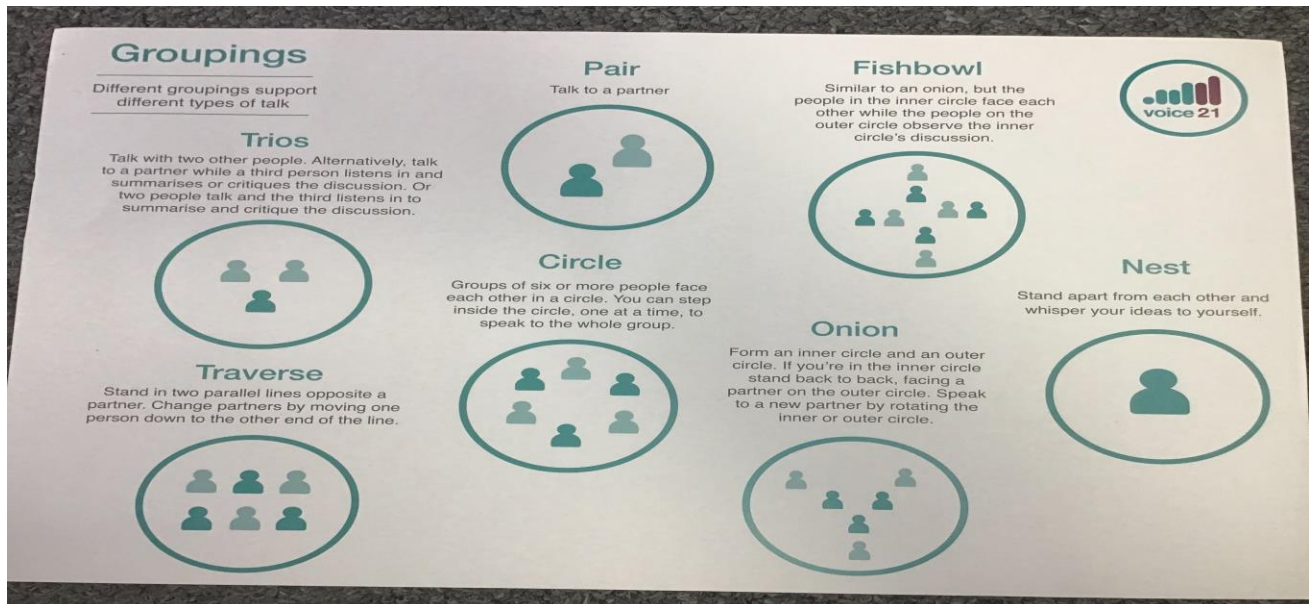 Groupings
Different groupings support
different types of talk
Trios
Talk with two other people. Alternatively, talk
to a partner while a third person listens in and
summarises or critiques the discussion. Or
two people talk and the third listens in to
summarise and critique the discussion.
Traverse
Stand in two parallel lines opposite a
partner. Change partners by moving one
person down to the other end of the line.
Pair
Talk to a partner
Circle
Groups of six or more people face
each other in a circle. You can step
inside the circle, one at a time, to
speak to the whole group.
Fishbowl
Similar to an onion, but the
people in the inner circle face each
other while the people on the
outer circle observe the inner
circle's discussion.
Onion
Form an inner circle and an outer
circle. If you're in the inner circle
stand back to back, facing a
partner on the outer circle. Speak
to a new partner by rotating the
inner or outer circle.
voice 21
Nest
Stand apart from each other and
whisper your ideas to yourself.